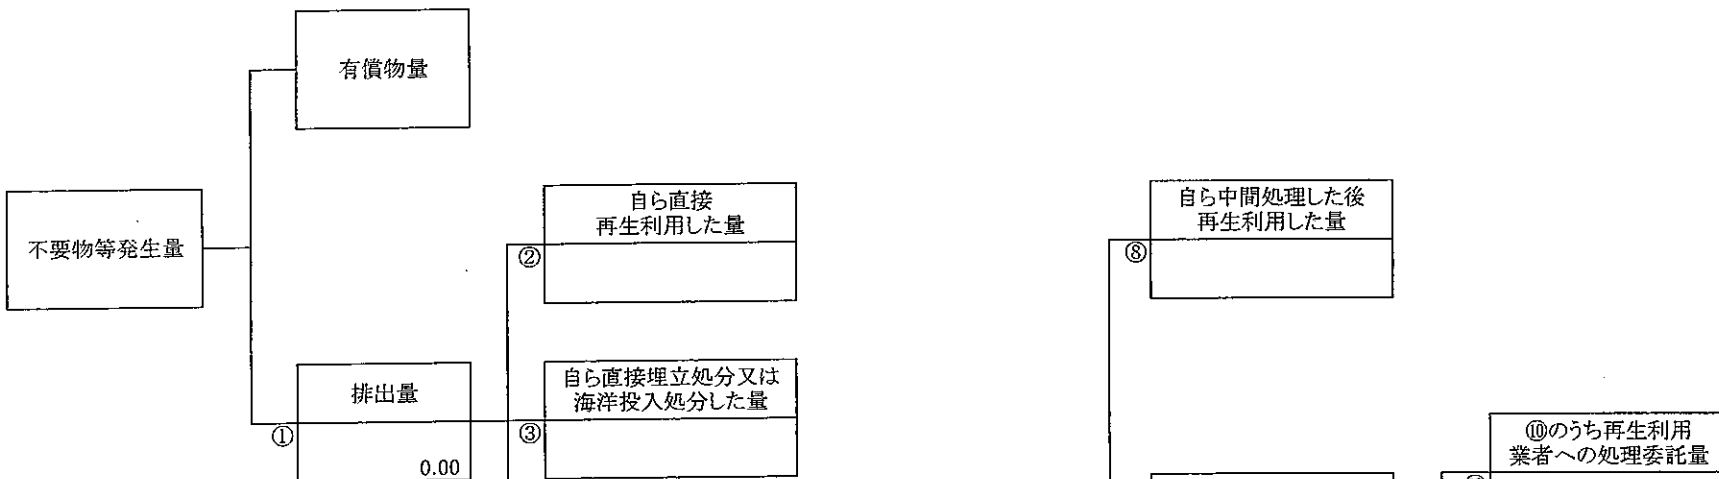 有償物量
不要物等発生量
自ら直接
再生利用した量
②
自ら中間処理した後
再生利用した量
⑧
排出量
①
0.00
自ら直接埋立処分又は
海洋投入処分した量
③
⑩のうち再生利用
業者への処理委託量